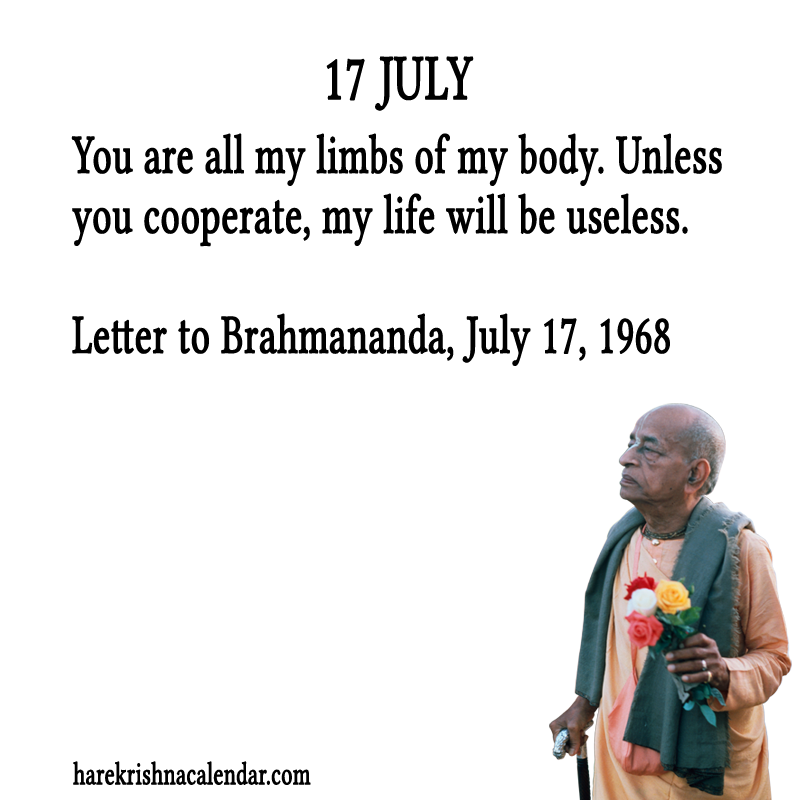 17 JULY
You are all my limbs of my body. Unless
you cooperate, my life will be useless.
Letter to Brahmananda, July 17, 1968
harekrishnacalendar.com